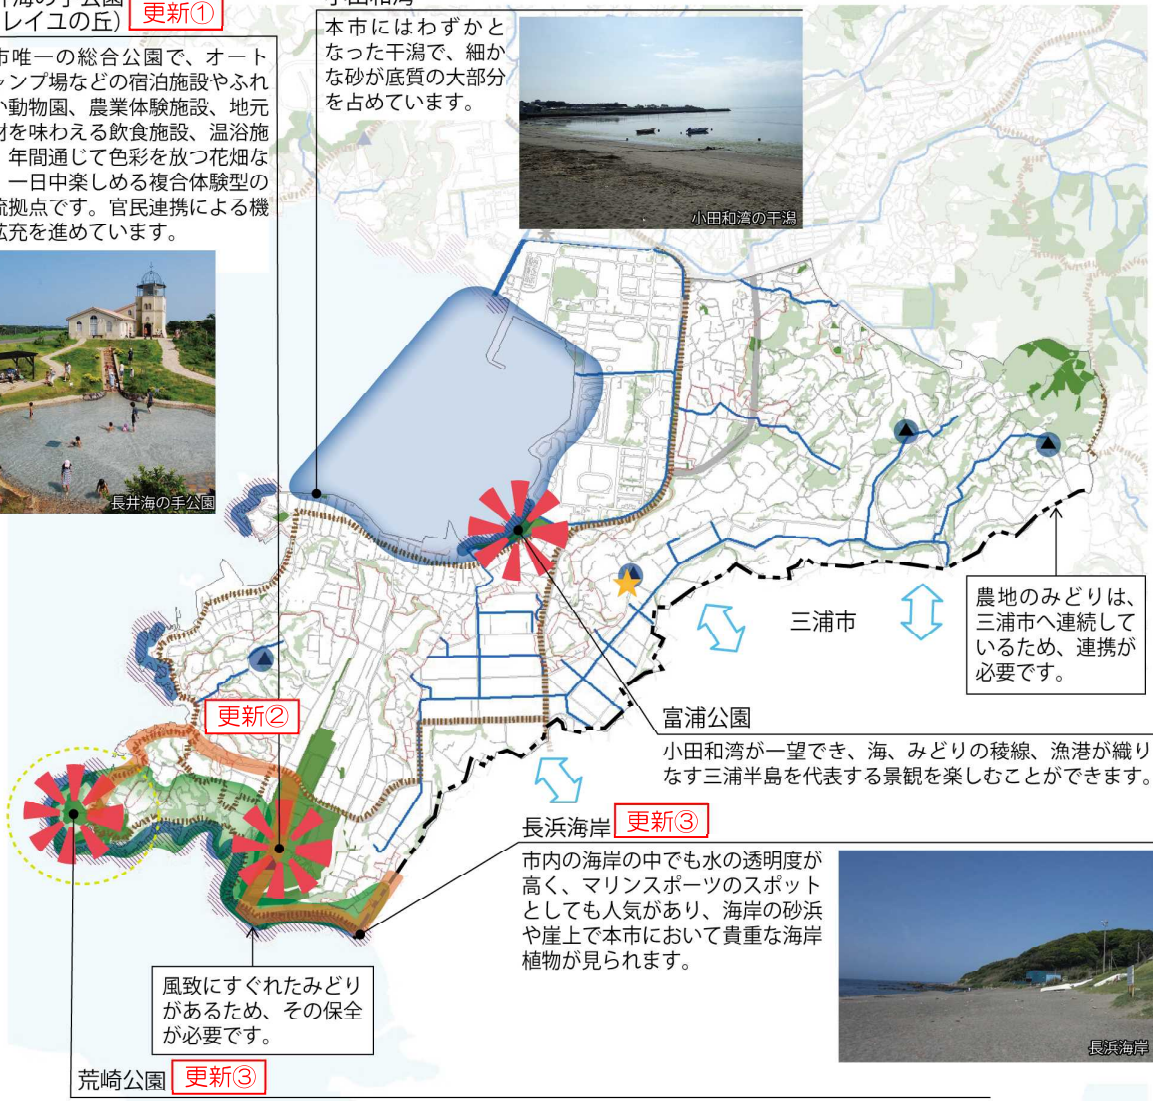 レイユの丘）
更新①
市唯一の総合公園で、オート
ャンプ場などの宿泊施設やふれ
い動物園、農業体験施設、地元
材を味わえる飲食施設、温浴施
、年間通じて色彩を放つ花畑な
、一日中楽しめる複合体験型の
流拠点です。官民連携による機
拡充を進めています。
長井海の手公園
本市にはわずかと
なった干潟で、細か
な砂が底質の大部分
を占めています。
小田和湾の干潟
三浦市
農地のみどりは、
三浦市へ連続して
いるため、連携が
必要です。
更新②
富浦公園
小田和湾が一望でき、海、みどりの稜線、漁港が織り
なす三浦半島を代表する景観を楽しむことができます。
長浜海岸
更新③
市内の海岸の中でも水の透明度が
高く、マリンスポーツのスポット
としても人気があり、海岸の砂浜
や崖上で本市において貴重な海岸
植物が見られます。
長浜海岸
風致にすぐれたみどり
があるため、その保全
が必要です。
荒崎公園
更新③